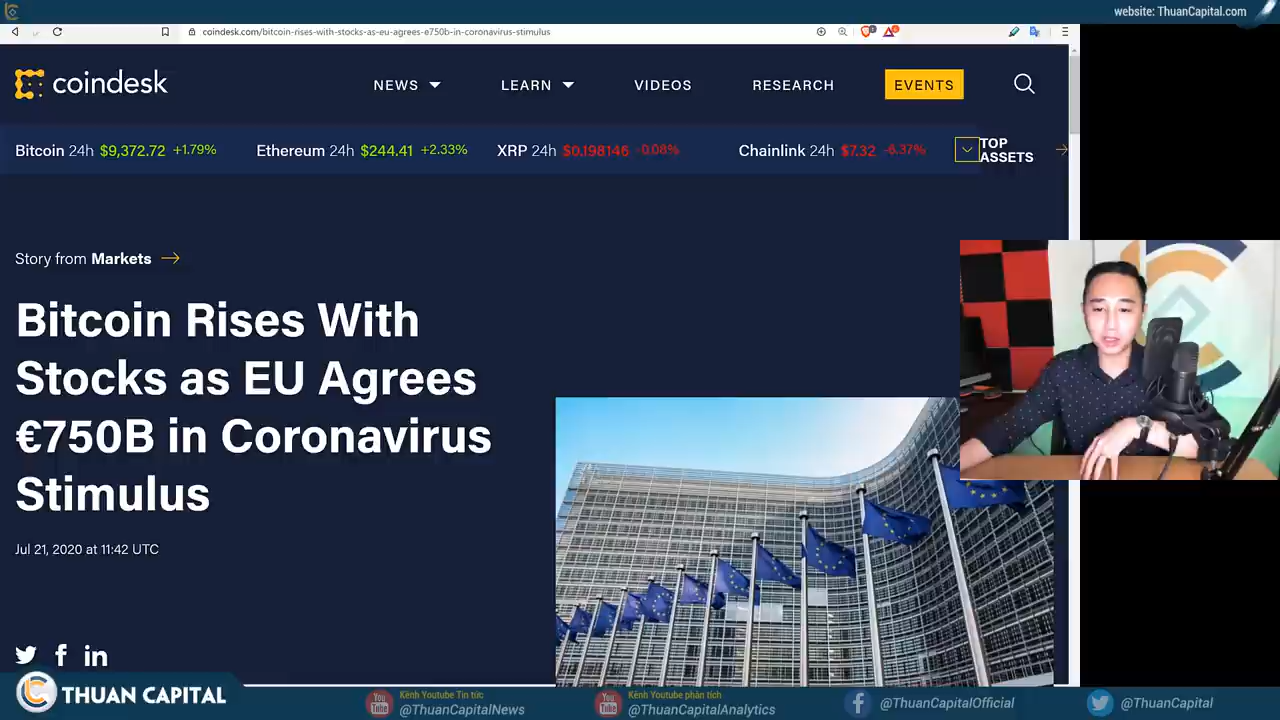 website: ThuanCapital.com
coindesk.com/bitcoin-rises-with-stocks-as-eu-agrees-e750b-in-coronavirus-stimulus
coindesk
NEWS
LEARN
VIDEOS
RESEARCH
EVENTS
Bitcoin 24h $9,372.72 +1.79%
Ethereum 24h $244.41 +2.33%
XRP 24h $0.198146 -0.08%
Chainlink 24h $7.32 -6.37%
TOP
ASSETS
Story from Markets
Bitcoin Rises With
Stocks as EU Agrees
€750B in Coronavirus
Stimulus
Jul 21, 2020 at 11:42 UTC
THUAN CAPITAL
Kênh Youtube Tin tức
@ThuanCapitalNews
Kênh Youtube phân tích
@ThuanCapitalAnalytics
@ThuanCapitalOfficial
@ThuanCapital